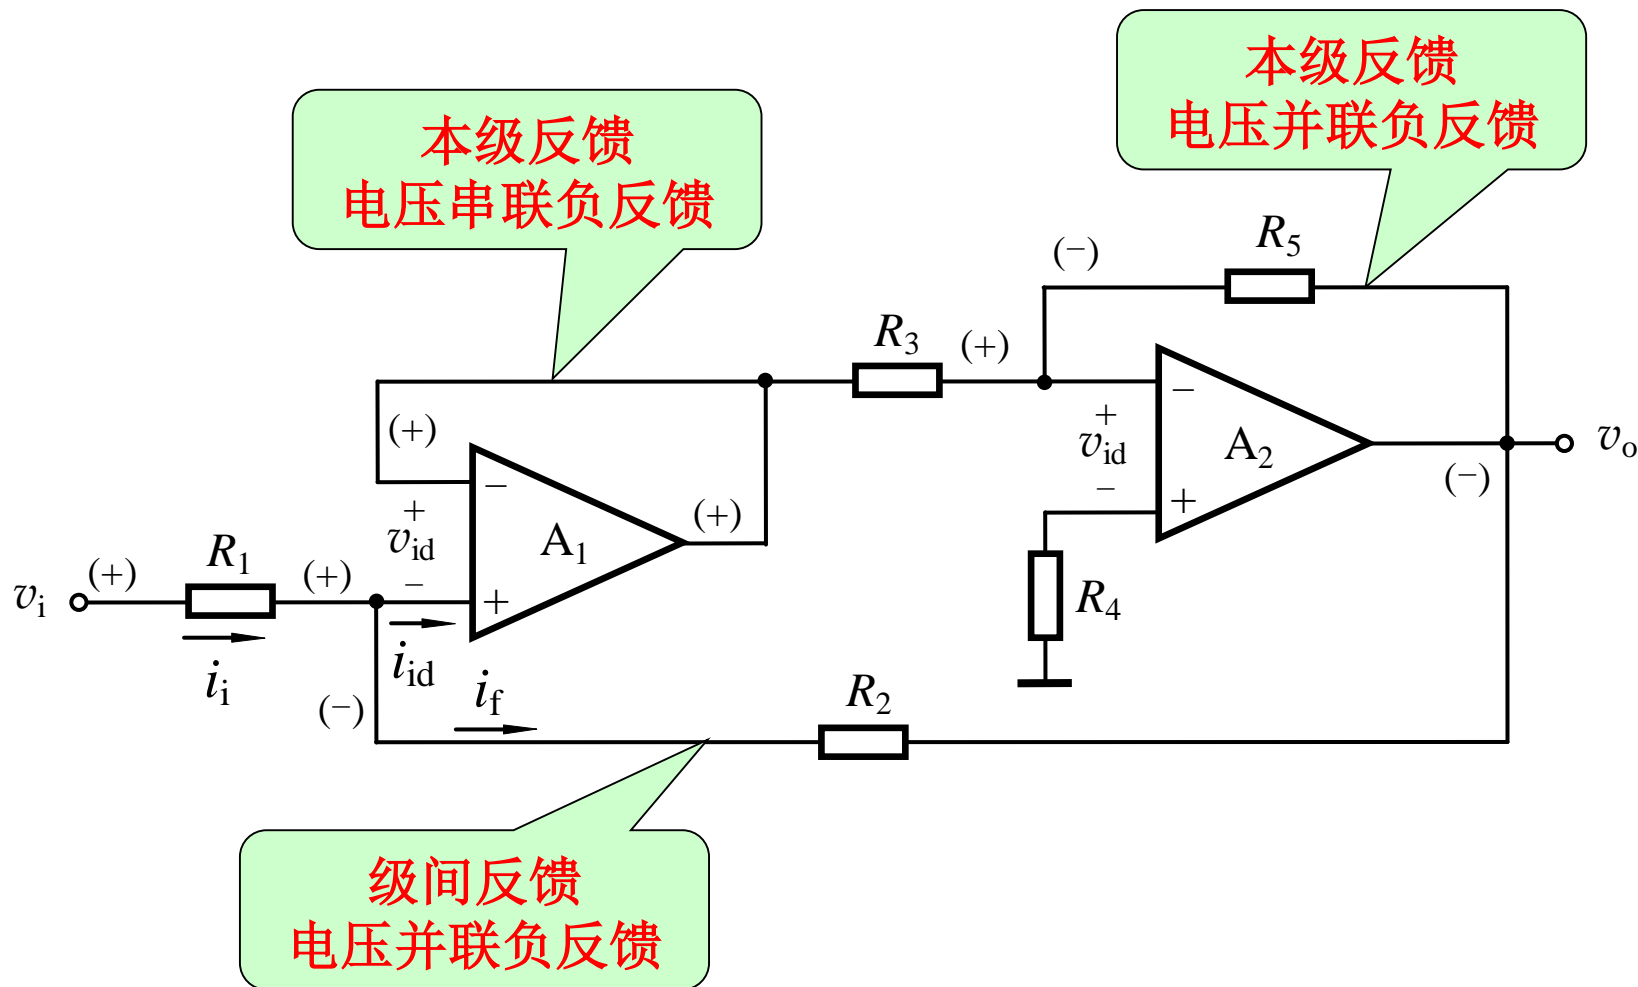 本级反馈
电压并联负反馈
本级反馈
电压串联负反馈
R5
(−)
R3
(+)
(+)
−
+
vid
−
A2
+
(−)
vo
−
+
vid
−
A1
+
(+)
vi
(+)
R1
(+)
ii
iid
R4
(−)
if
R2
级间反馈
电压并联负反馈